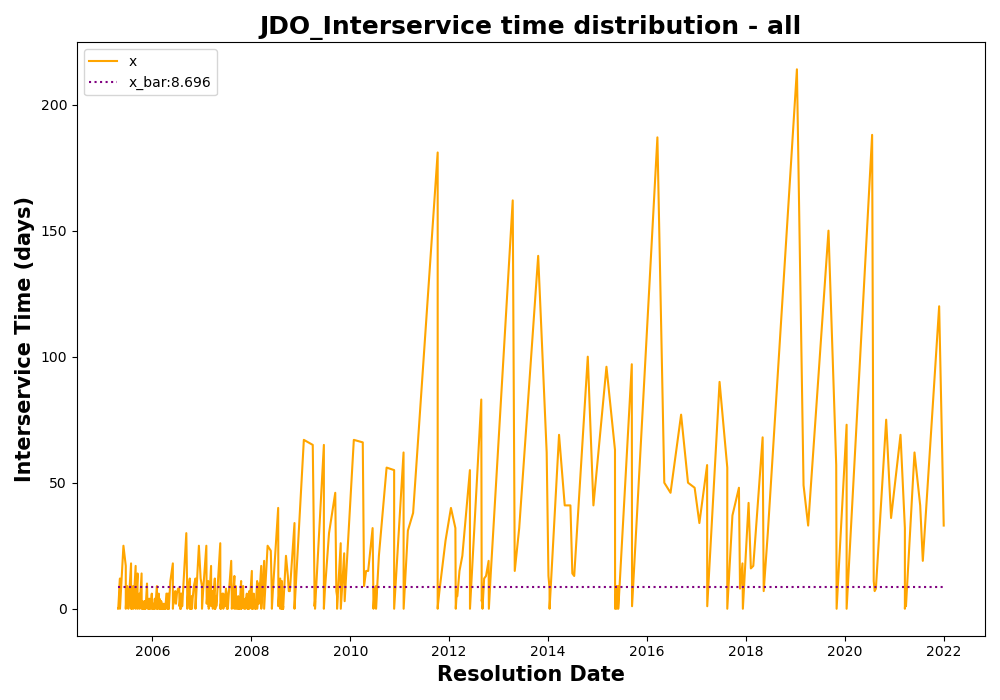 JDO_Interservice time distribution - all
x
x_bar:8.696
Interservice Time (days)
200
150
100
50
0
2006 2008 2010 2012 2014 2016 2018 2020 2022
Resolution Date